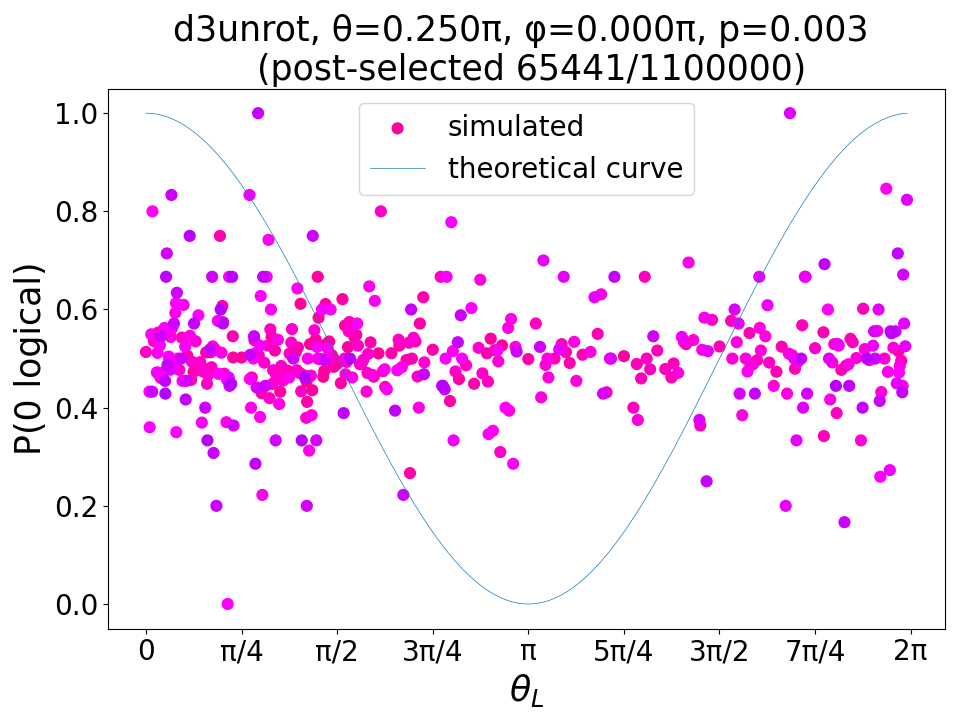 d3unrot, θ=0.250π, φ=0.000π, p=0.003
(post-selected 65441/1100000)
simulated
theoretical curve
P(0 logical)
1.0
0.8
0.6
0.4
0.2
0.0
0 π/4 π/2 3π/4 π 5π/4 3π/2 7π/4 2π
θ_L